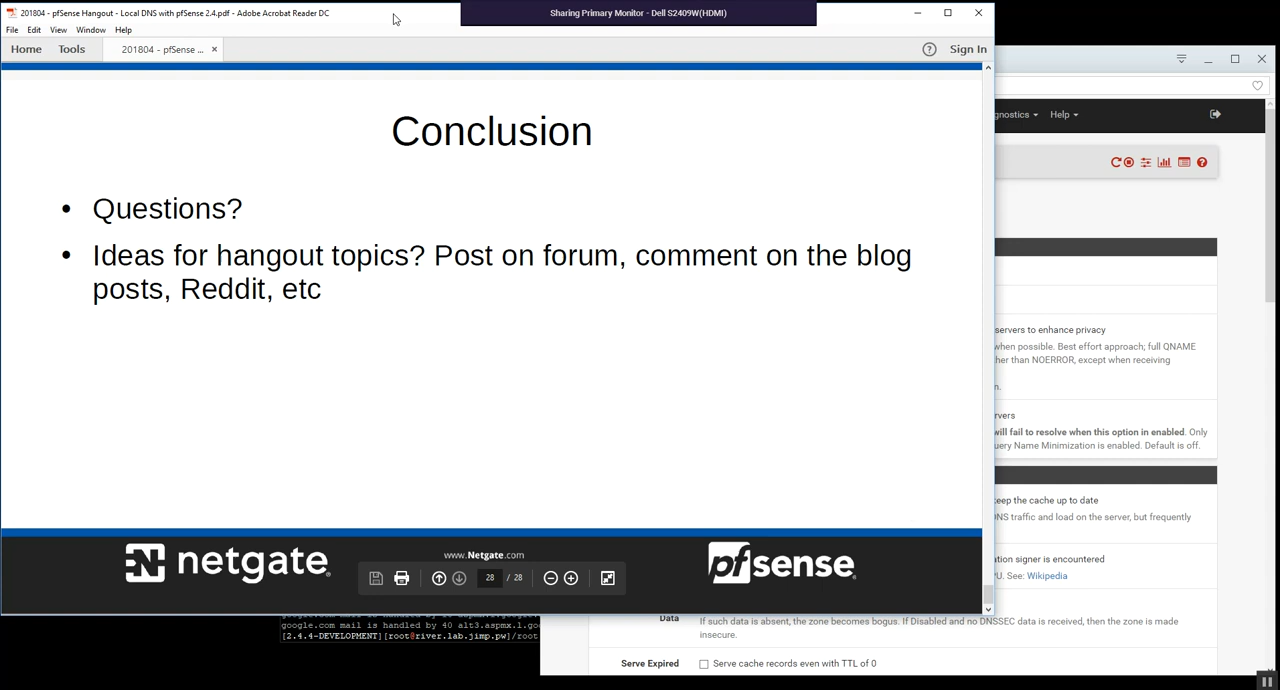 201804 - pfSense Hangout - Local DNS with pfSense 2.4.pdf - Adobe Acrobat Reader DC
Sharing Primary Monitor - Dell S2409W(HDMI)
File Edit View Window Help
Home Tools 201804 - pfSense ... × ? Sign In
Conclusion
• Questions?
• Ideas for hangout topics? Post on forum, comment on the blog
posts, Reddit, etc
netgate
www.Netgate.com
28 / 28
pfsense
gnostics Help
servers to enhance privacy
when possible. Best effort approach; full QNAME
her than NOERROR, except when receiving
n.
rvers
will fail to resolve when this option in enabled. Only
uery Name Minimization is enabled. Default is off.
keep the cache up to date
DNS traffic and load on the server, but frequently
ation signer is encountered
PU. See: Wikipedia
google.com mail is handled by 40 alt3.aspmx.l.goo
[2.4.4-DEVELOPMENT][root@river.lab.jimp.pw]/root
Data
If such data is absent, the zone becomes bogus. If Disabled and no DNSSEC data is received, then the zone is made
insecure.
Serve Expired
Serve cache records even with TTL of 0